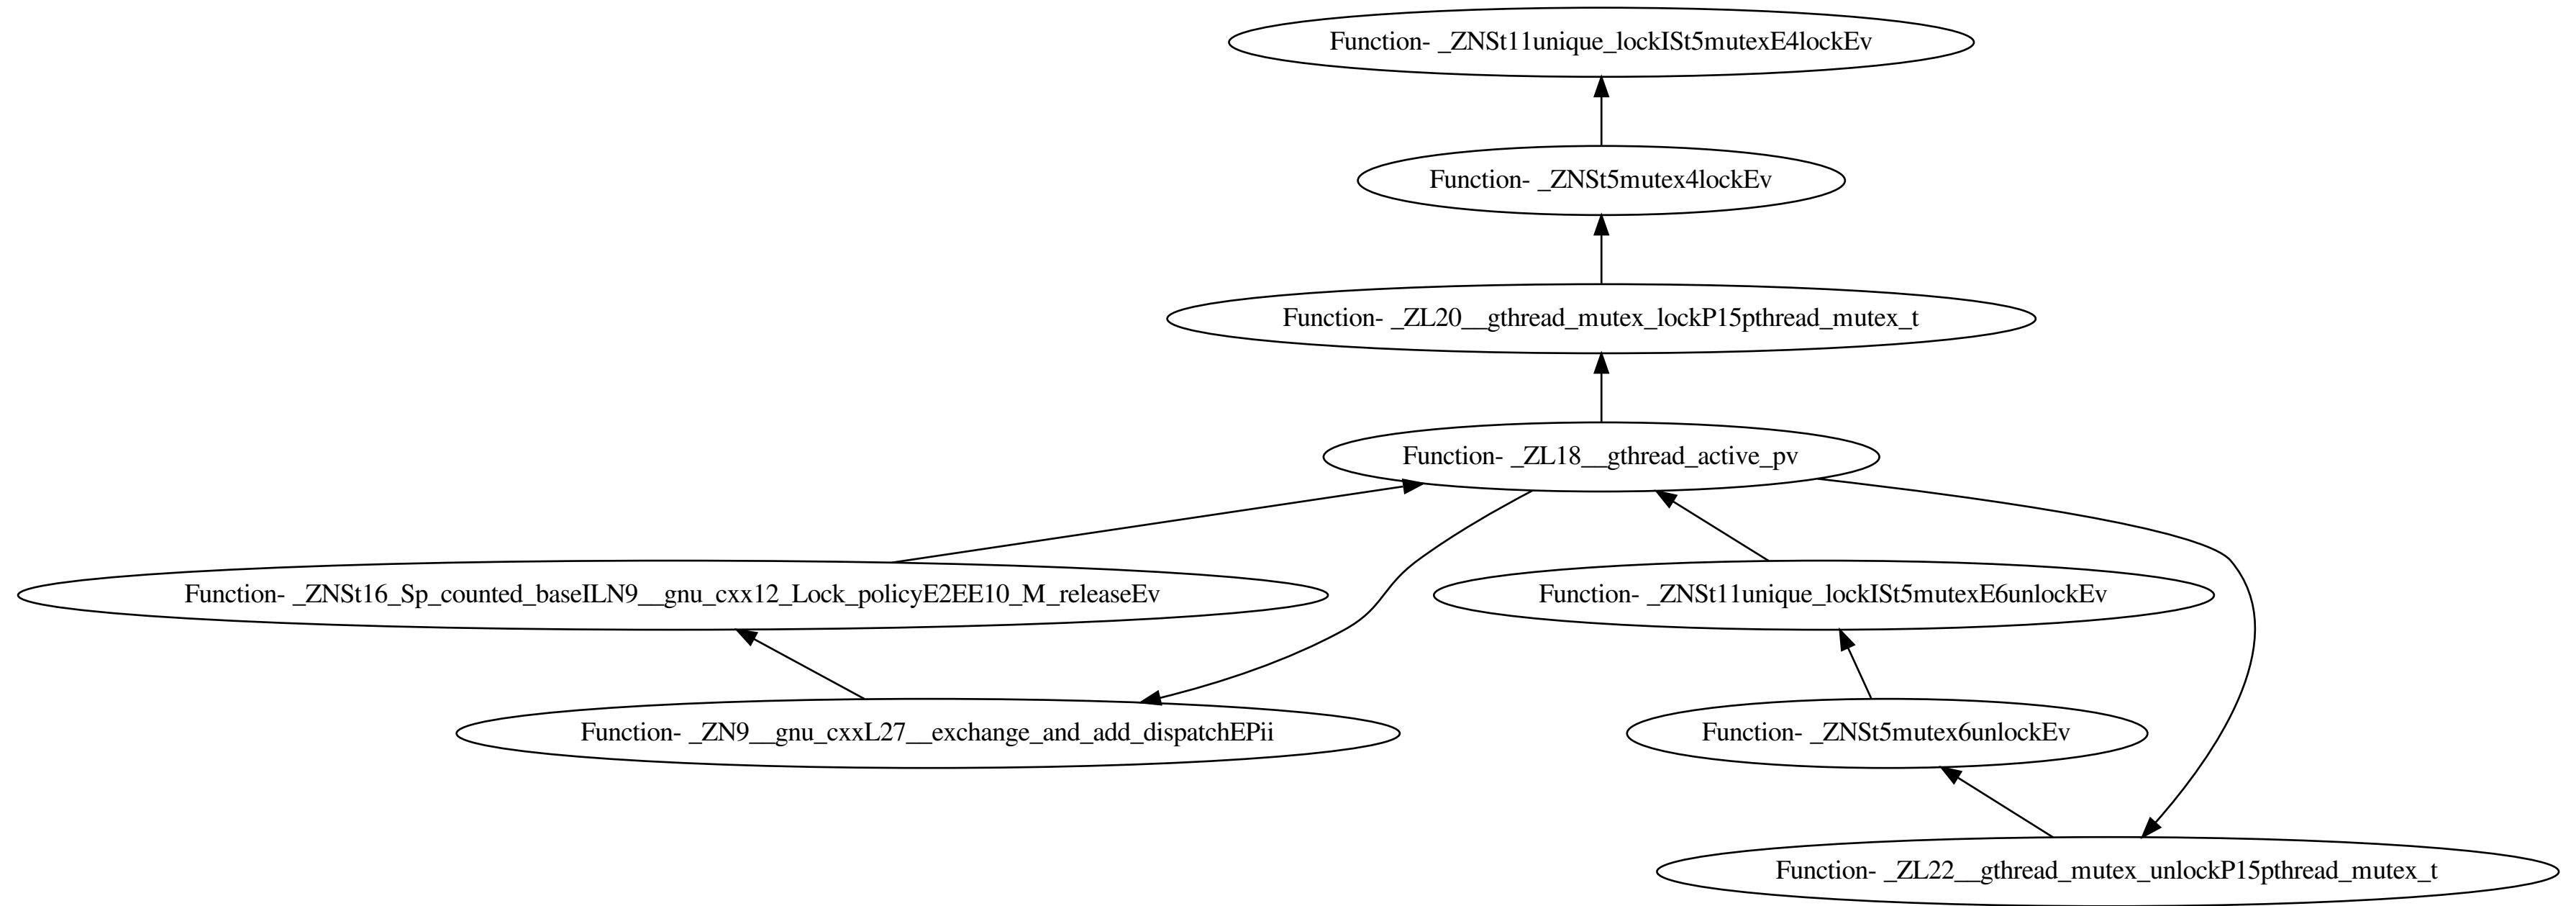 Function- _ZNSt11unique_lockISt5mutexE4lockEv
Function- _ZNSt5mutex4lockEv
Function- _ZL20__gthread_mutex_lockP15pthread_mutex_t
Function- _ZL18__gthread_active_pv
Function- _ZNSt16_Sp_counted_baseILN9__gnu_cxx12_Lock_policyE2EE10_M_releaseEv
Function- _ZNSt11unique_lockISt5mutexE6unlockEv
Function- _ZN9__gnu_cxxL27__exchange_and_add_dispatchEPii
Function- _ZNSt5mutex6unlockEv
Function- _ZL22__gthread_mutex_unlockP15pthread_mutex_t